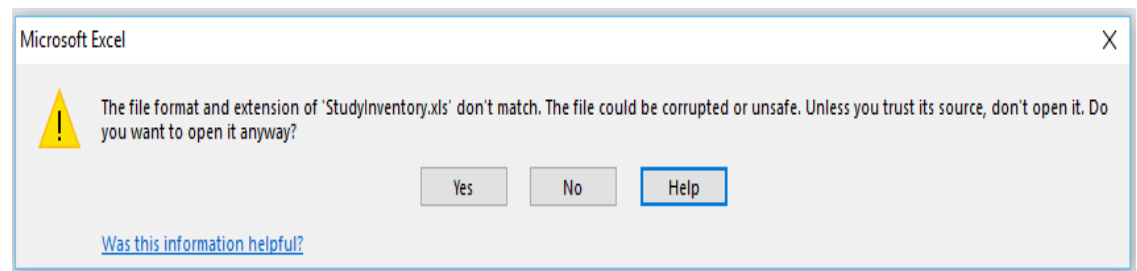 Microsoft Excel
The file format and extension of 'StudyInventory.xls' don't match. The file could be corrupted or unsafe. Unless you trust its source, don't open it. Do
you want to open it anyway?
Yes No Help
Was this information helpful?